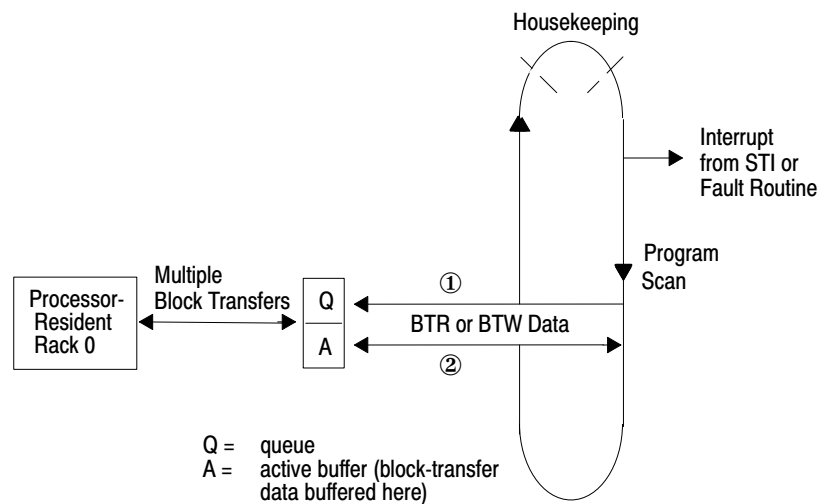 Housekeeping
Interrupt
from STI or
Fault Routine
Program
Scan
Multiple
Block Transfers
Processor-
Resident
Rack 0
Q
A
①
BTR or BTW Data
②
Q = queue
A = active buffer (block-transfer
data buffered here)